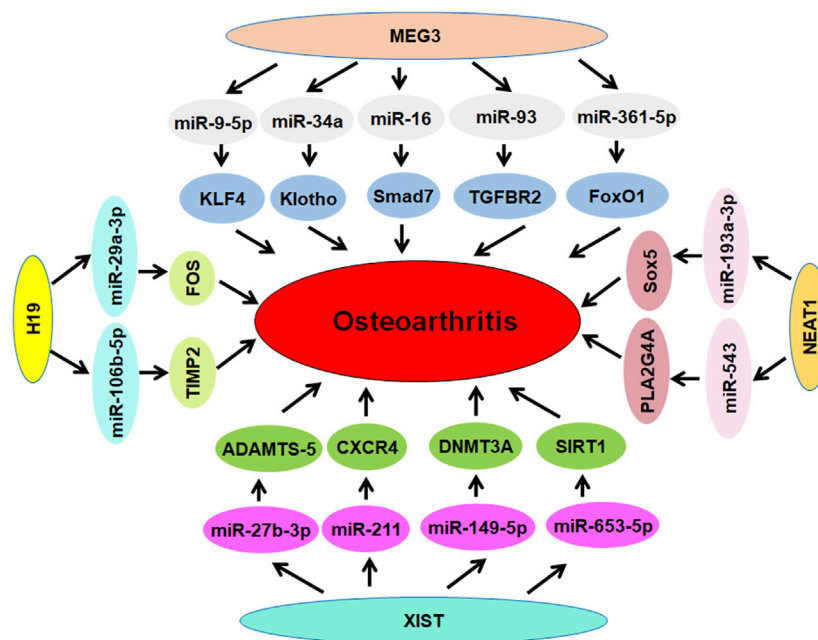 MEG3
miR-9-5p
miR-34a
miR-16
miR-93
miR-361-5p
KLF4
Klotho
Smad7
TGFBR2
FoxO1
H19
miR-29a-3p
FOS
miR-106b-5p
TIMP2
Osteoarthritis
Sox5
miR-193a-3p
PLA2G4A
miR-543
NEAT1
ADAMTS-5
CXCR4
DNMT3A
SIRT1
miR-27b-3p
miR-211
miR-149-5p
miR-653-5p
XIST